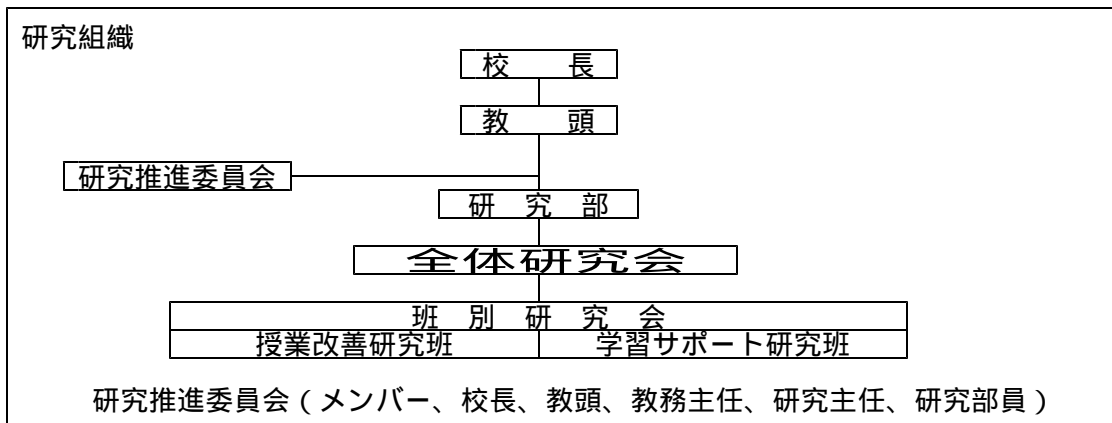 研究組織
校　　長
教　　頭
研究推進委員会
研　究　部
全体研究会
班　別　研　究　会
授業改善研究班　学習サポート研究班
研究推進委員会（メンバー、校長、教頭、教務主任、研究主任、研究部員）